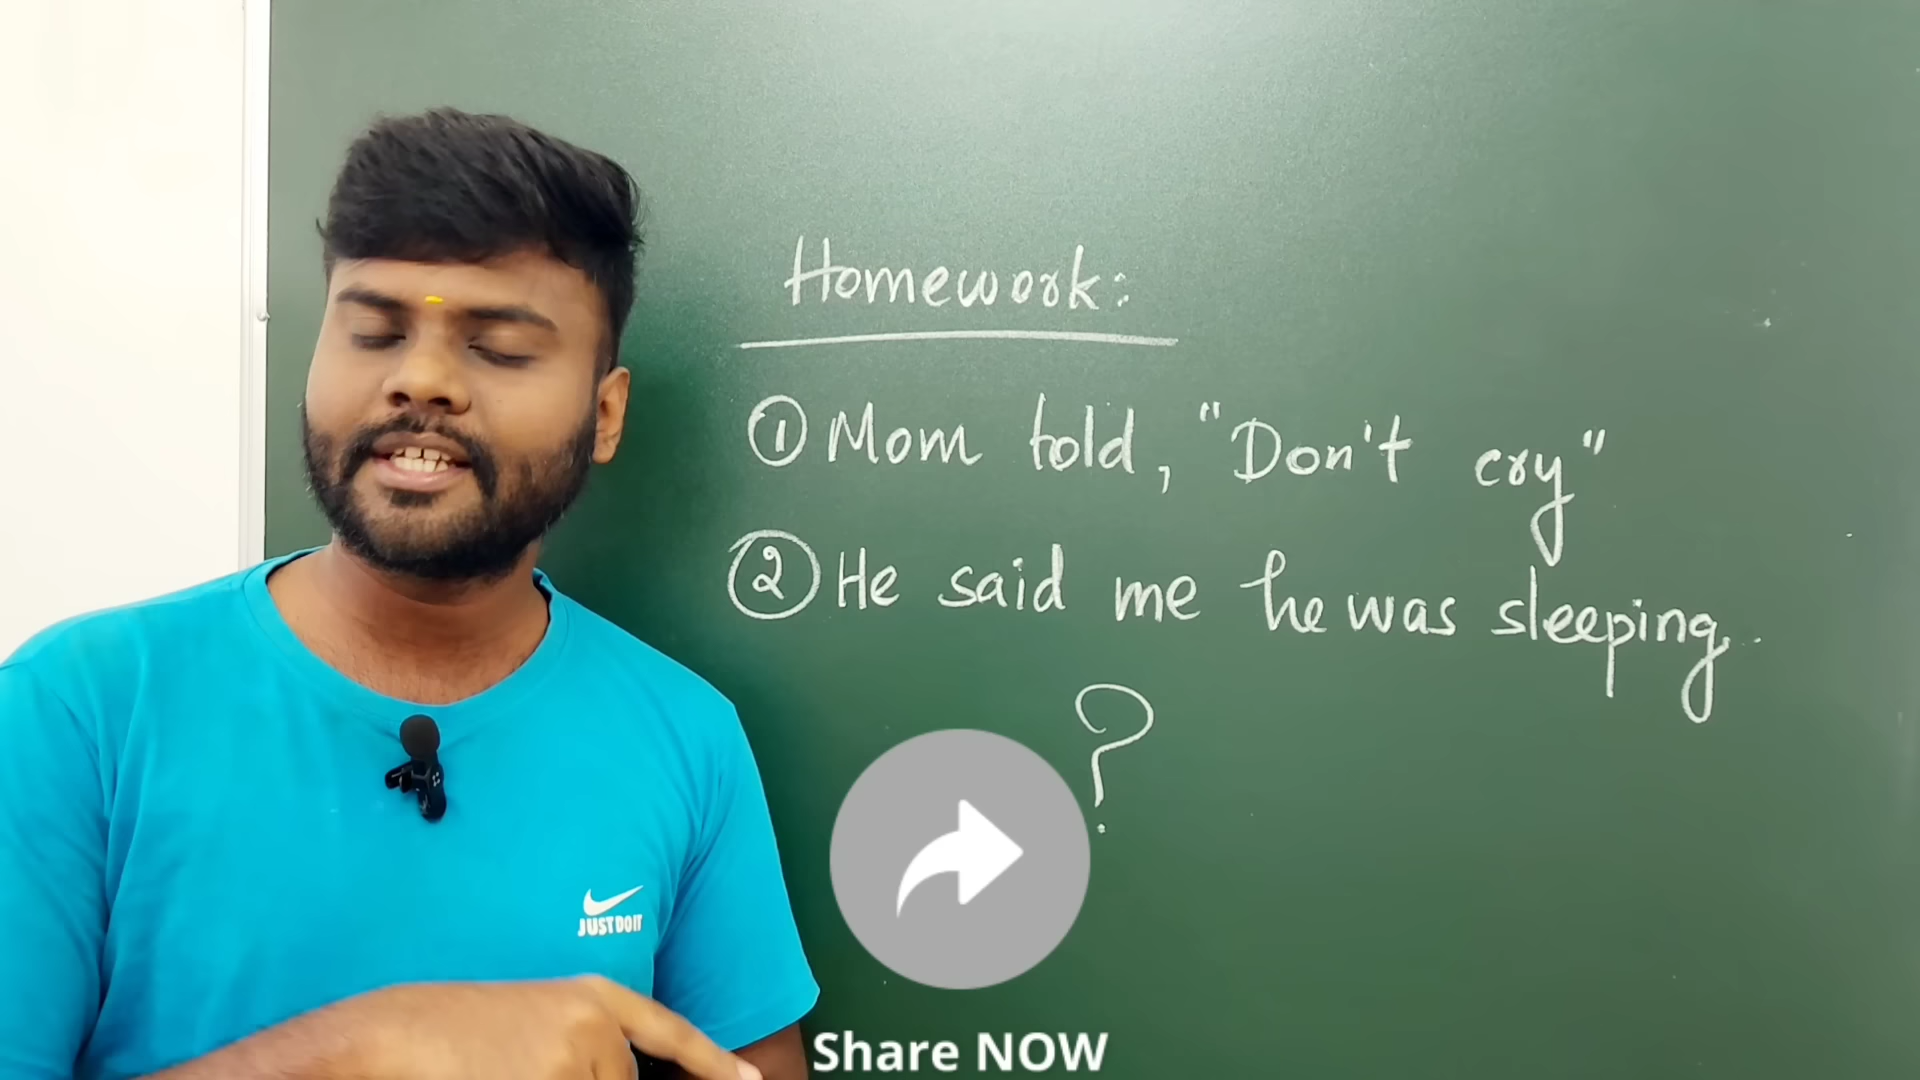 Homework:
① Mom told, "Don't cry"
② He said me he was sleeping.
?
JUST DO IT
Share NOW